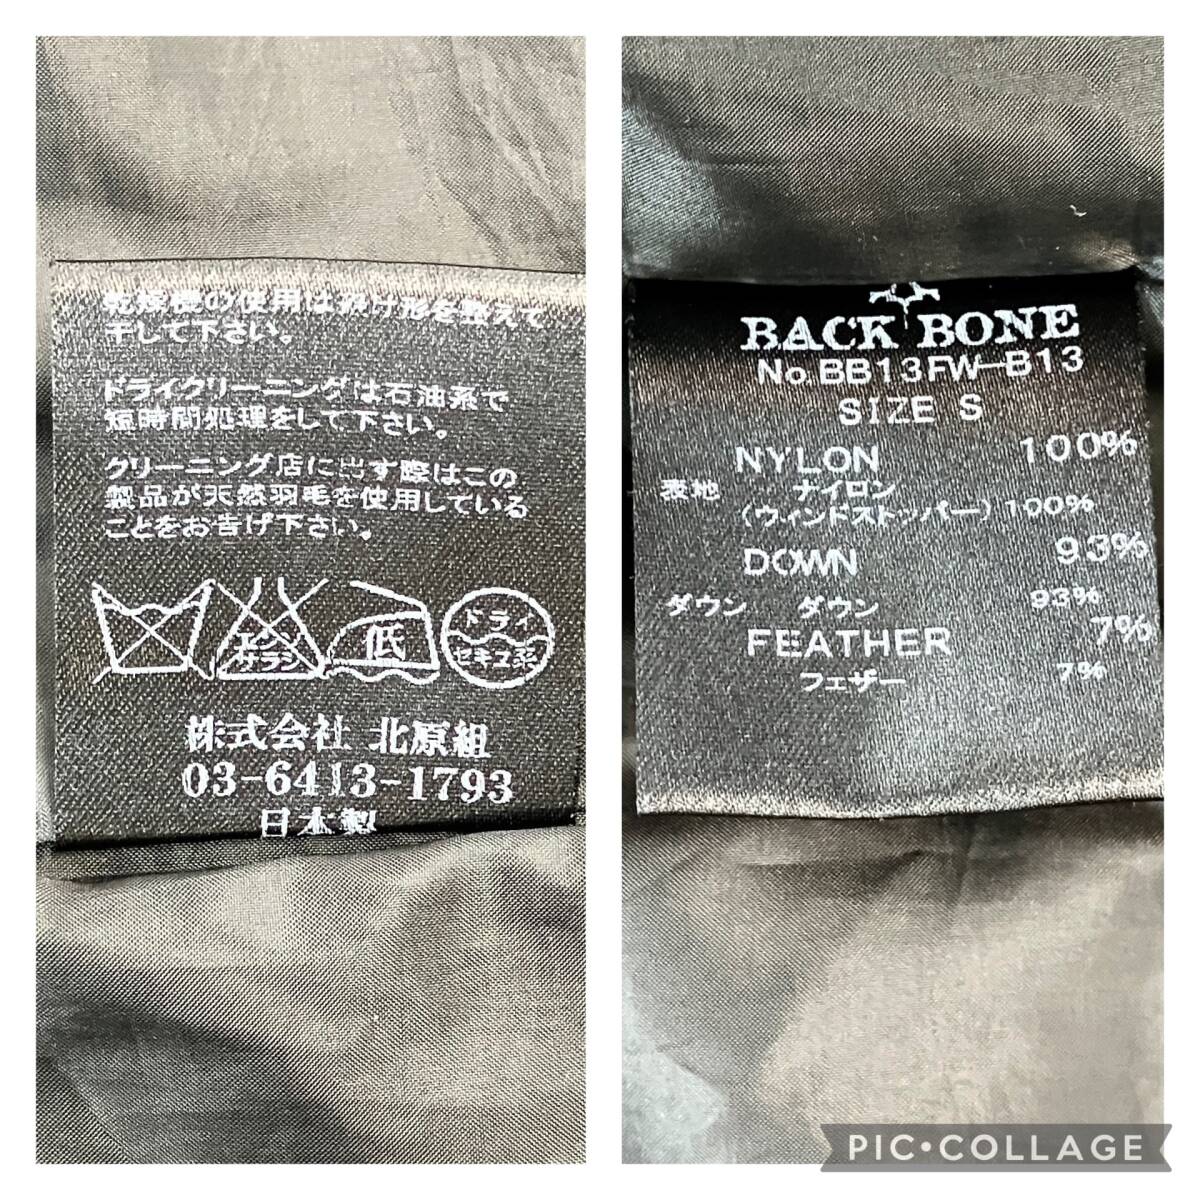 乾燥機の使用は避け形を整えて
干して下さい。
ドライクリーニングは石油系で
短時間処理をして下さい。
クリーニング店に出す際はこの
製品が天然羽毛を使用している
ことをお告げ下さい。
エンソ
サラシ
低
ドライ
セキユ系
株式会社 北原組
03-6413-1793
日本製
BACK BONE
No.BB13FW-B13
SIZE S
NYLON 100%
表地 ナイロン
(ウィンドストッパー) 100%
DOWN 93%
ダウン ダウン 93%
FEATHER 7%
フェザー 7%
PIC•COLLAGE